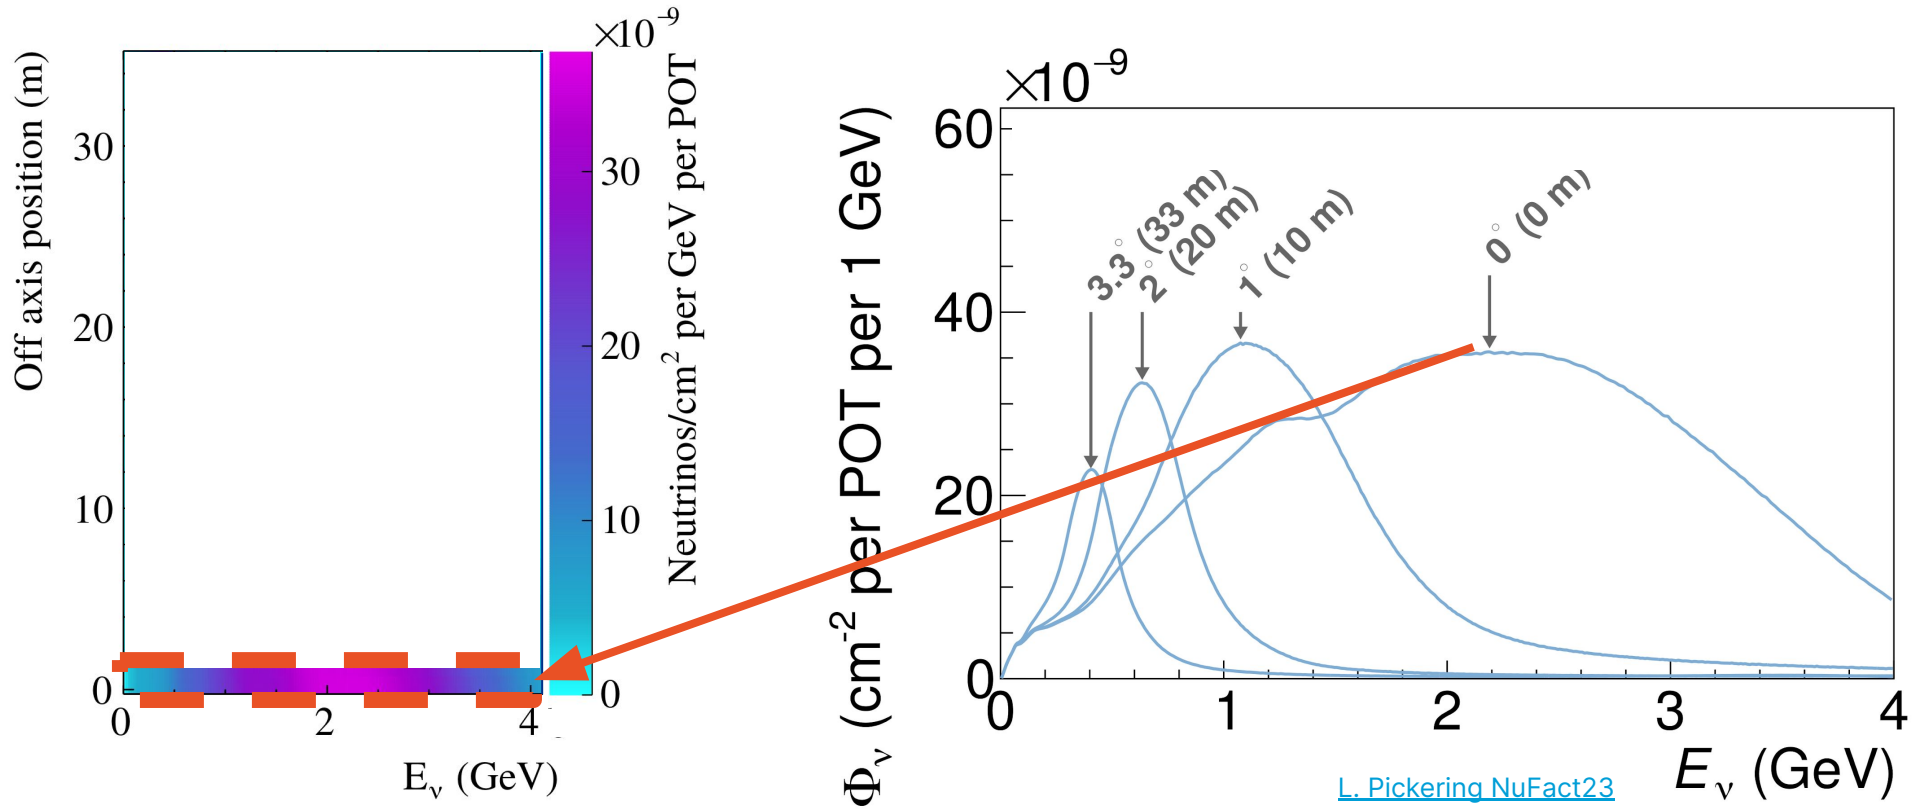 ×10⁻⁹
Off axis position (m)
30
20
10
0
0
2
4
Eν (GeV)
30
20
10
0
Neutrinos/cm² per GeV per POT
×10⁻⁹
Φν (cm⁻² per POT per 1 GeV)
60
40
20
0
3.3° (33 m)
2° (20 m)
1° (10 m)
0° (0 m)
0
1
2
3
4
Eν (GeV)
L. Pickering NuFact23